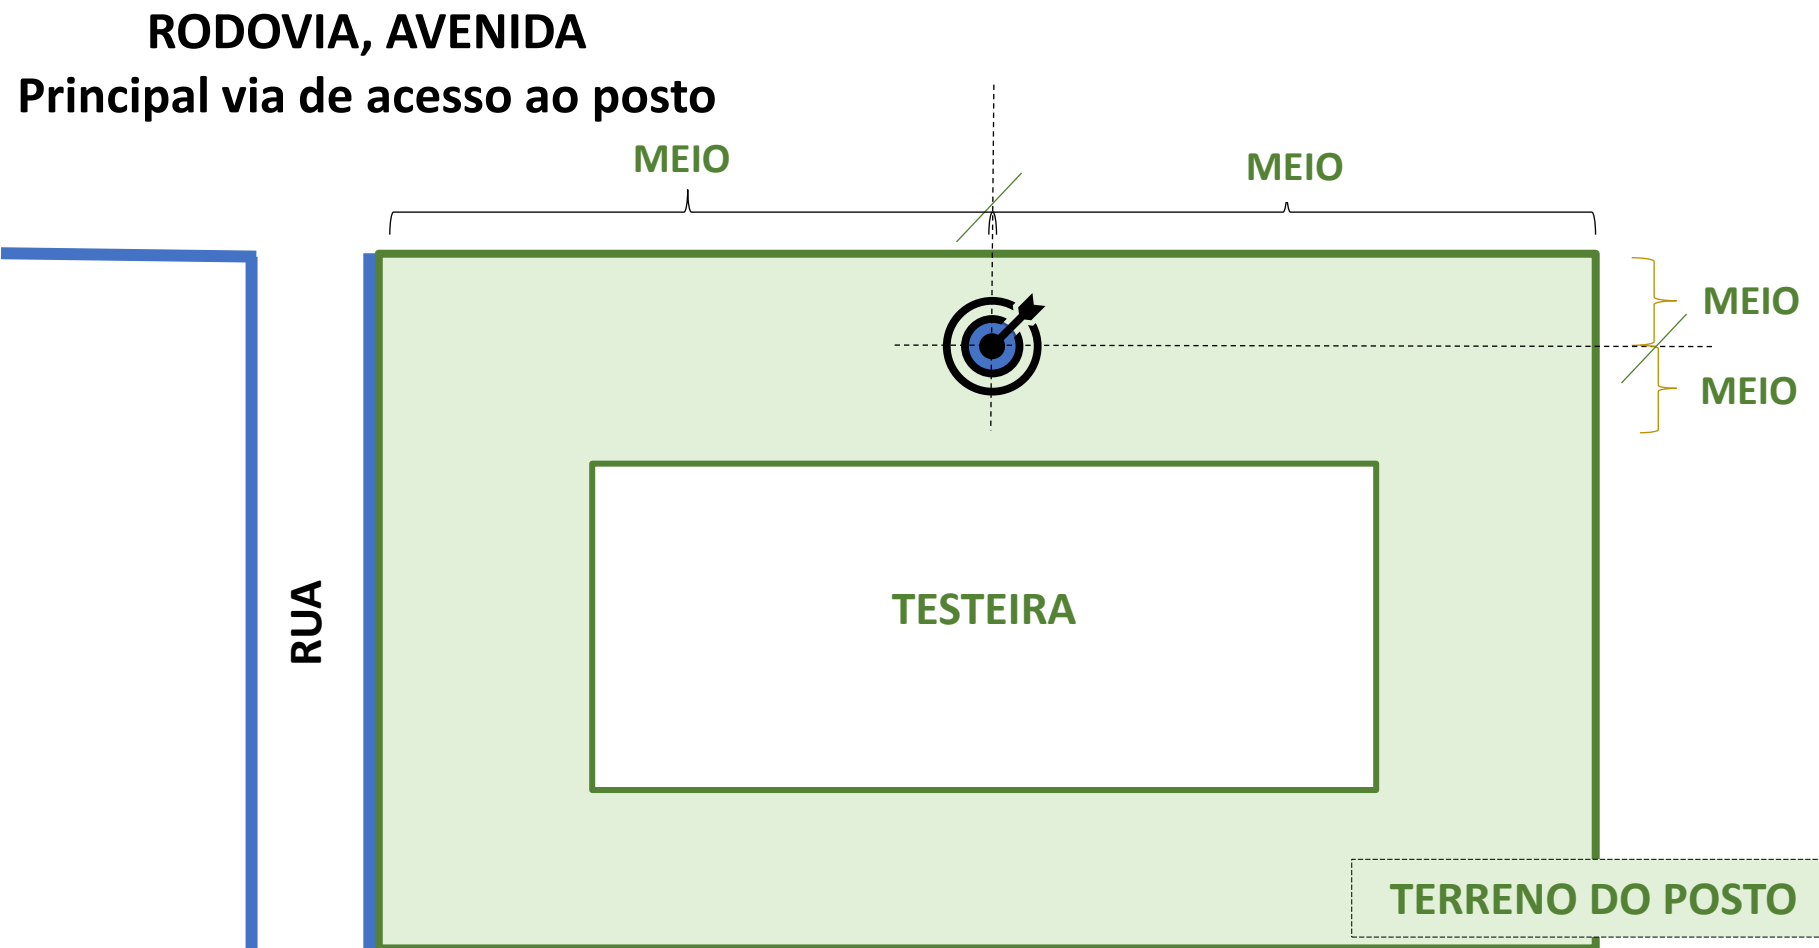 RODOVIA, AVENIDA
Principal via de acesso ao posto
MEIO
MEIO
MEIO
MEIO
RUA
TESTEIRA
TERRENO DO POSTO